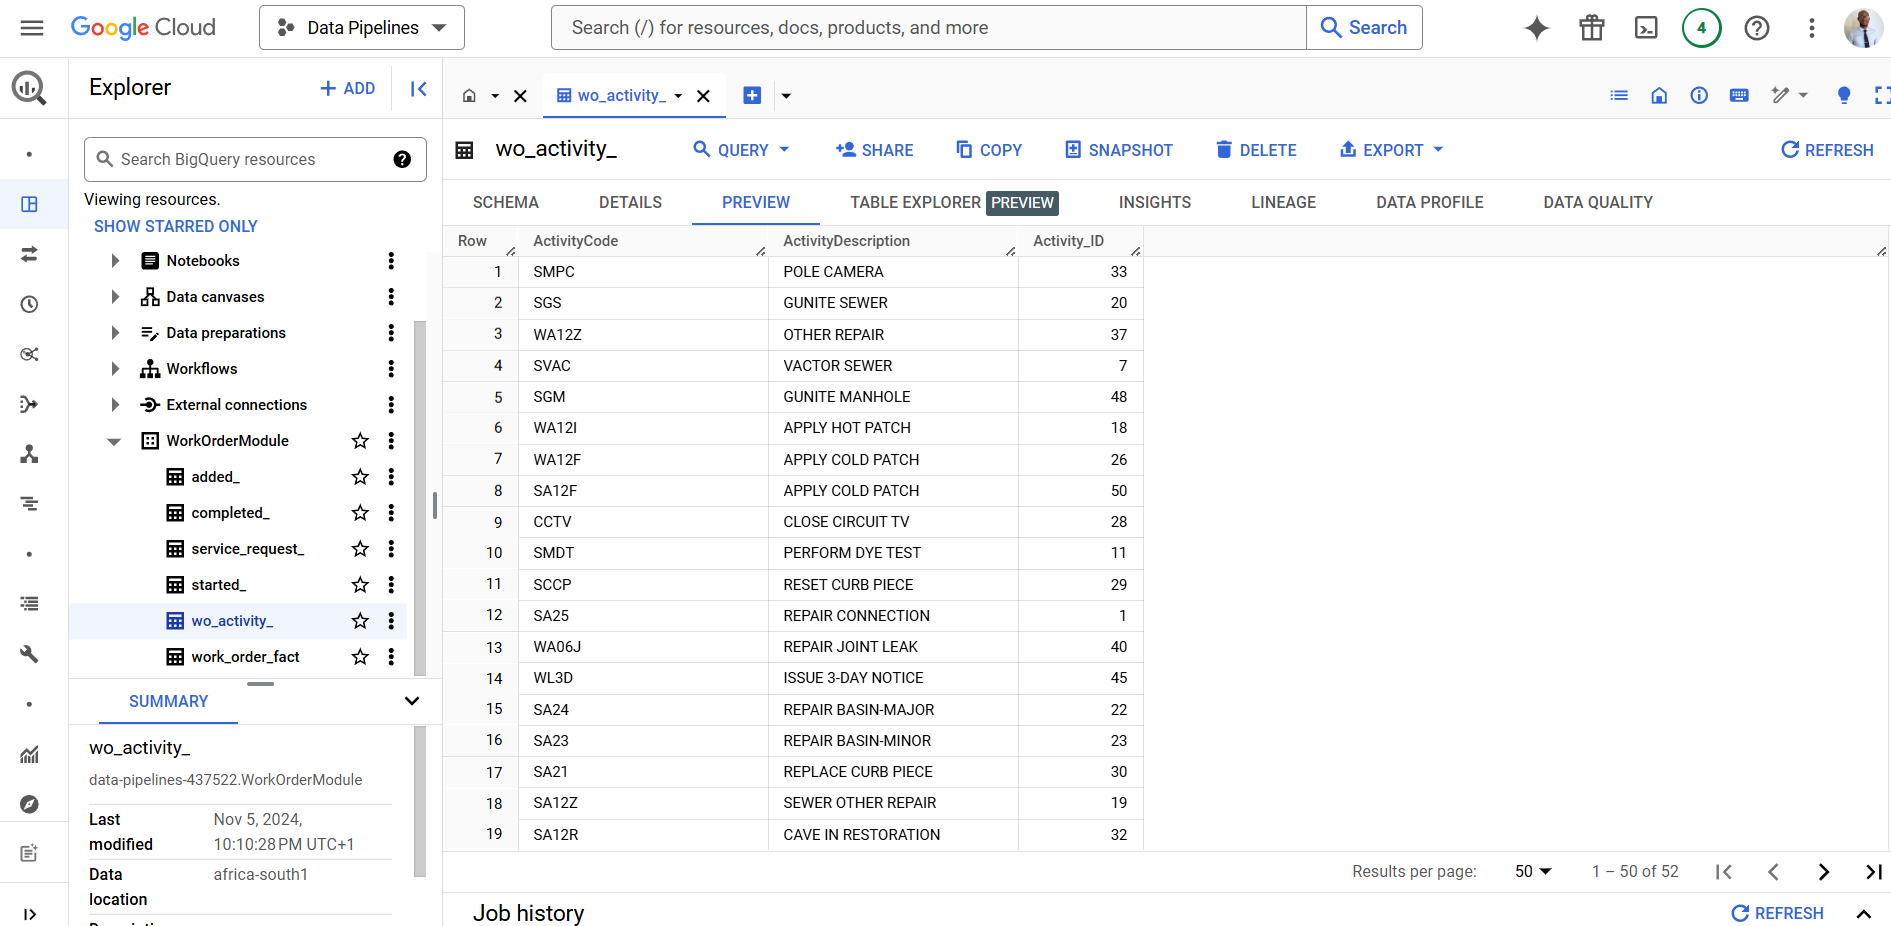 Google Cloud
Data Pipelines
Search (/) for resources, docs, products, and more
Search
4
Explorer
ADD
wo_activity_
Search BigQuery resources
Viewing resources.
SHOW STARRED ONLY
Notebooks
Data canvases
Data preparations
Workflows
External connections
WorkOrderModule
added_
completed_
service_request_
started_
wo_activity_
work_order_fact
SUMMARY
wo_activity_
data-pipelines-437522.WorkOrderModule
Last modified Nov 5, 2024, 10:10:28 PM UTC+1
Data location africa-south1
wo_activity_
QUERY SHARE COPY SNAPSHOT DELETE EXPORT REFRESH
SCHEMA DETAILS PREVIEW TABLE EXPLORER PREVIEW INSIGHTS LINEAGE DATA PROFILE DATA QUALITY
Row ActivityCode ActivityDescription Activity_ID
1 SMPC POLE CAMERA 33
2 SGS GUNITE SEWER 20
3 WA12Z OTHER REPAIR 37
4 SVAC VACTOR SEWER 7
5 SGM GUNITE MANHOLE 48
6 WA12I APPLY HOT PATCH 18
7 WA12F APPLY COLD PATCH 26
8 SA12F APPLY COLD PATCH 50
9 CCTV CLOSE CIRCUIT TV 28
10 SMDT PERFORM DYE TEST 11
11 SCCP RESET CURB PIECE 29
12 SA25 REPAIR CONNECTION 1
13 WA06J REPAIR JOINT LEAK 40
14 WL3D ISSUE 3-DAY NOTICE 45
15 SA24 REPAIR BASIN-MAJOR 22
16 SA23 REPAIR BASIN-MINOR 23
17 SA21 REPLACE CURB PIECE 30
18 SA12Z SEWER OTHER REPAIR 19
19 SA12R CAVE IN RESTORATION 32
Results per page: 50 1 – 50 of 52
Job history
REFRESH